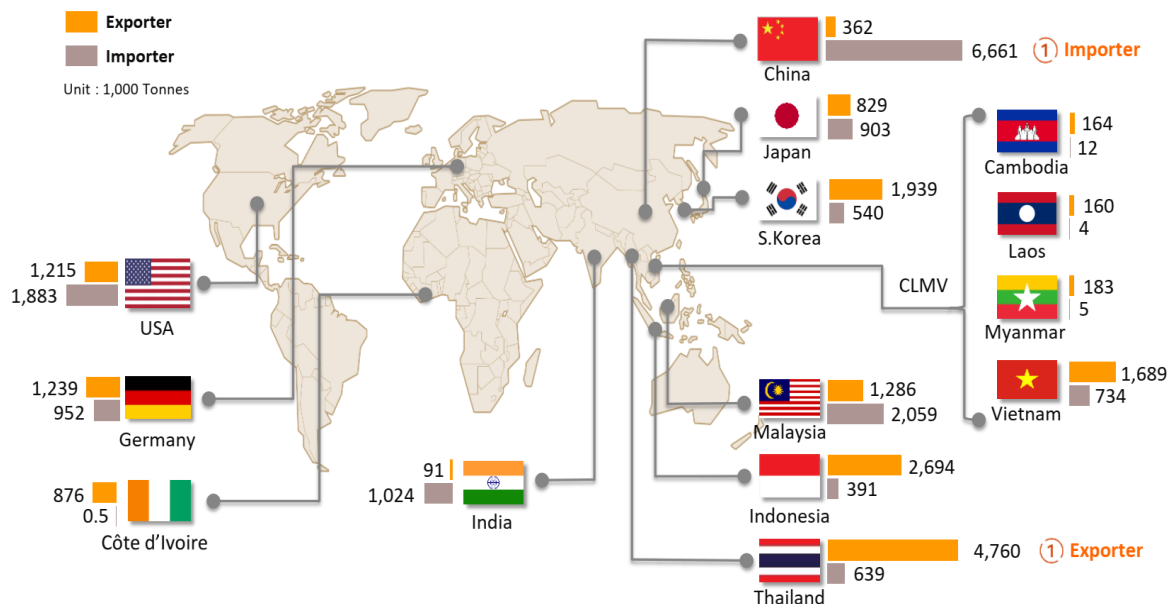 Exporter
Importer
Unit : 1,000 Tonnes
1,215
1,883
USA
1,239
952
Germany
876
0.5
Côte d’Ivoire
91
1,024
India
362
6,661
1 Importer
China
829
903
Japan
1,939
540
S.Korea
CLMV
164
12
Cambodia
160
4
Laos
183
5
Myanmar
1,689
734
Vietnam
1,286
2,059
Malaysia
2,694
391
Indonesia
4,760
1 Exporter
639
Thailand